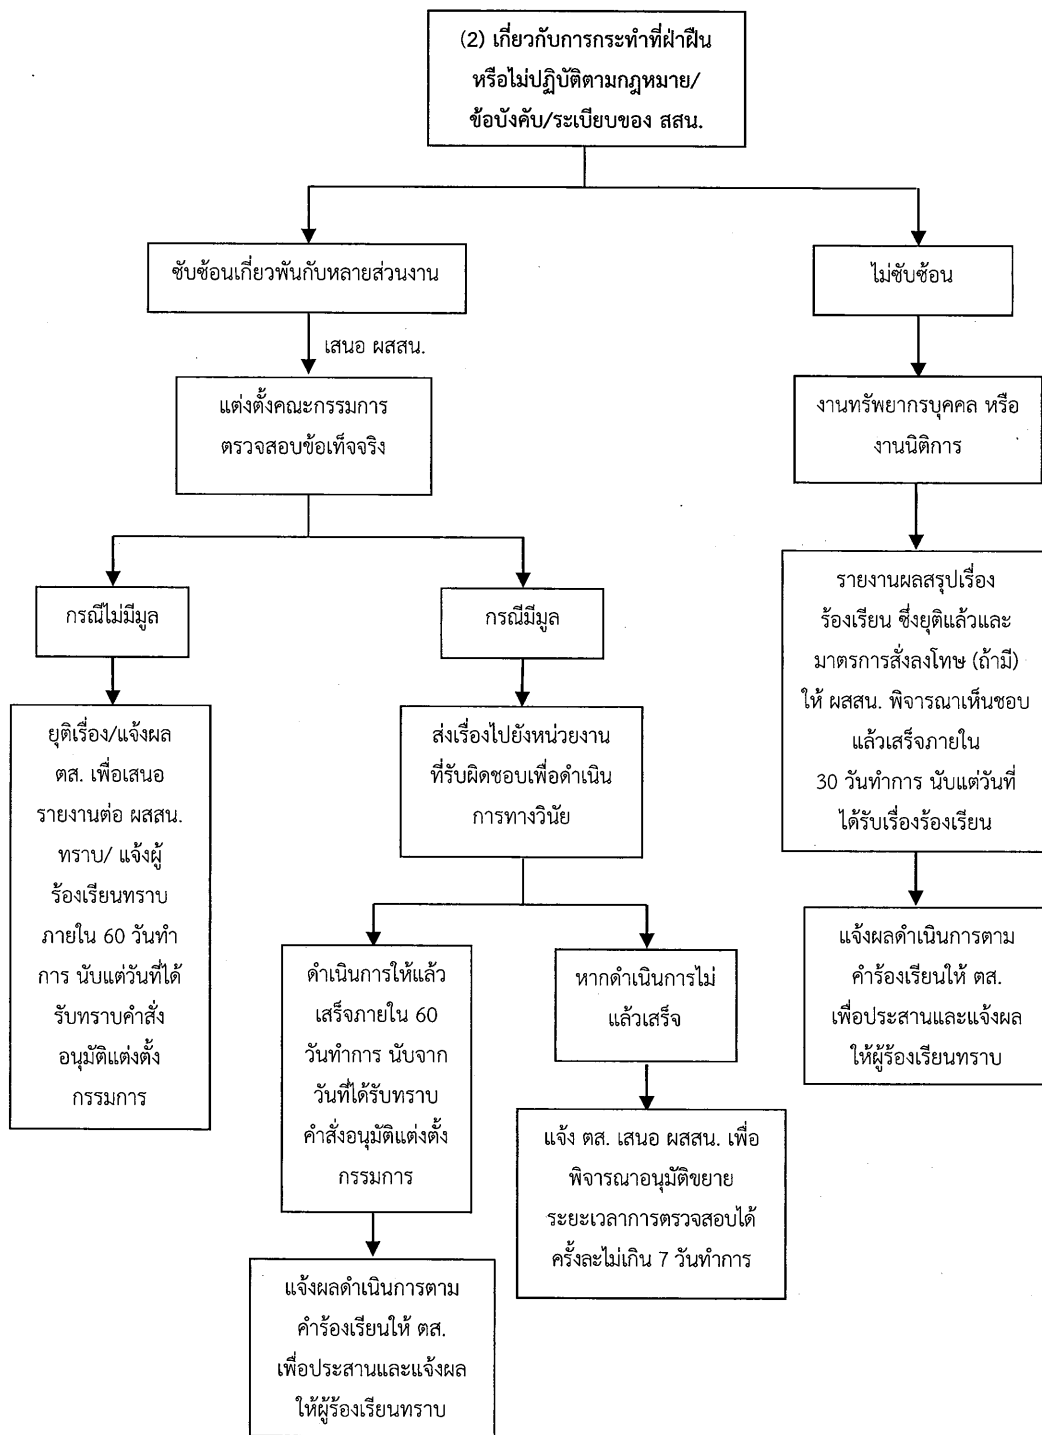 (2) เกี่ยวกับการกระทำที่ฝ่าฝืน
หรือไม่ปฏิบัติตามกฎหมาย/
ข้อบังคับ/ระเบียบของ สสน.
ซับซ้อนเกี่ยวพันกับหลายส่วนงาน
ไม่ซับซ้อน
เสนอ ผสสน.
แต่งตั้งคณะกรรมการ
ตรวจสอบข้อเท็จจริง
งานทรัพยากรบุคคล หรือ
งานนิติการ
กรณีไม่มีมูล
กรณีมีมูล
รายงานผลสรุปเรื่อง
ร้องเรียน ซึ่งยุติแล้วและ
มาตรการสั่งลงโทษ (ถ้ามี)
ให้ ผสสน. พิจารณาเห็นชอบ
แล้วเสร็จภายใน
30 วันทำการ นับแต่วันที่
ได้รับเรื่องร้องเรียน
ยุติเรื่อง/แจ้งผล
ตส. เพื่อเสนอ
รายงานต่อ ผสสน.
ทราบ/ แจ้งผู้
ร้องเรียนทราบ
ภายใน 60 วันทำ
การ นับแต่วันที่ได้
รับทราบคำสั่ง
อนุมัติแต่งตั้ง
กรรมการ
ส่งเรื่องไปยังหน่วยงาน
ที่รับผิดชอบเพื่อดำเนิน
การทางวินัย
ดำเนินการให้แล้ว
เสร็จภายใน 60
วันทำการ นับจาก
วันที่ได้รับทราบ
คำสั่งอนุมัติแต่งตั้ง
กรรมการ
หากดำเนินการไม่
แล้วเสร็จ
แจ้งผลดำเนินการตาม
คำร้องเรียนให้ ตส.
เพื่อประสานและแจ้งผล
ให้ผู้ร้องเรียนทราบ
แจ้ง ตส. เสนอ ผสสน. เพื่อ
พิจารณาอนุมัติขยาย
ระยะเวลาการตรวจสอบได้
ครั้งละไม่เกิน 7 วันทำการ
แจ้งผลดำเนินการตาม
คำร้องเรียนให้ ตส.
เพื่อประสานและแจ้งผล
ให้ผู้ร้องเรียนทราบ